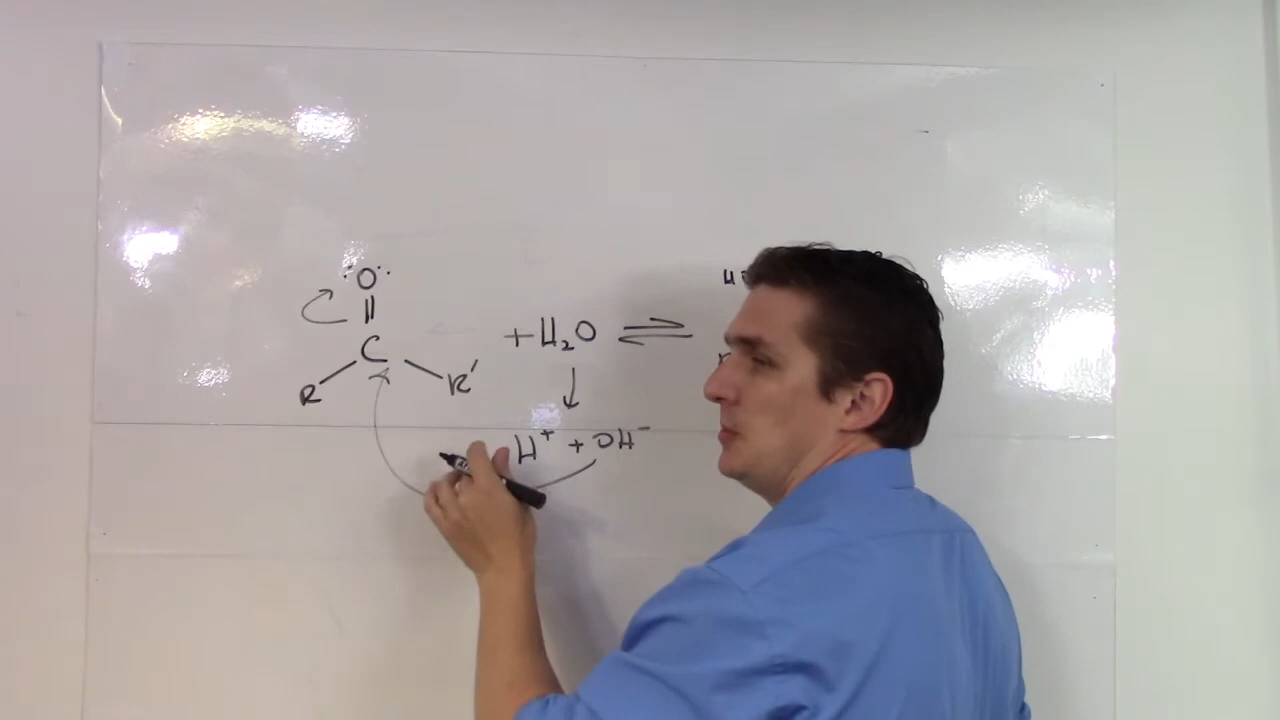 :O:
||
C
R R′
+ H₂O ⇌
↓
H⁺ + OH⁻